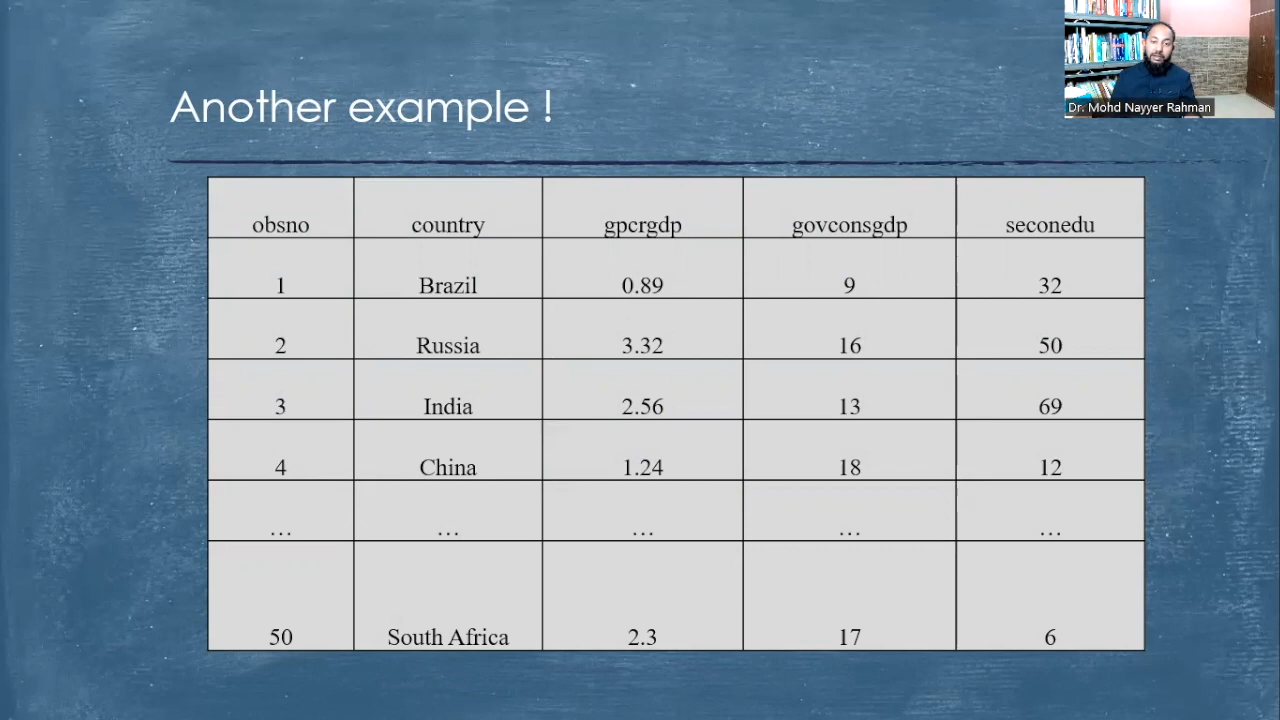 Dr. Mohd Nayyer Rahman
Another example !
obsno country gpcrgdp govconsgdp seconedu
1 Brazil 0.89 9 32
2 Russia 3.32 16 50
3 India 2.56 13 69
4 China 1.24 18 12
… … … … …
50 South Africa 2.3 17 6